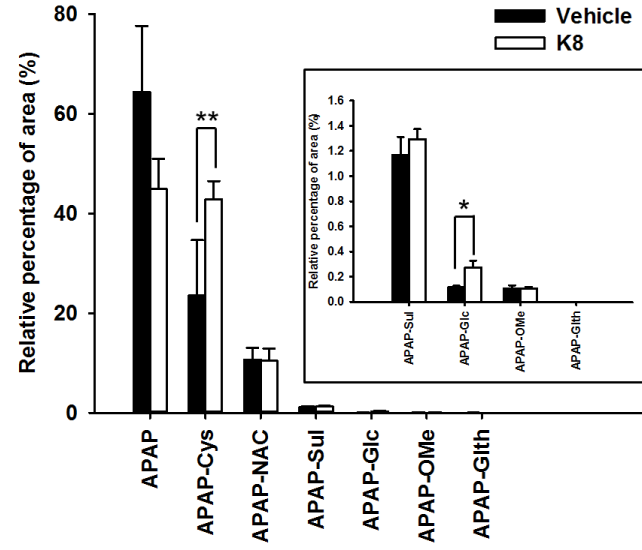 Vehicle
K8
Relative percentage of area (%)
80
60
40
20
0
**
APAP
APAP-Cys
APAP-NAC
APAP-Sul
APAP-Glc
APAP-OMe
APAP-Glth
Relative percentage of area (%)
1.6
1.4
1.2
1.0
0.8
0.6
0.4
0.2
0.0
*
APAP-Sul
APAP-Glc
APAP-OMe
APAP-Glth